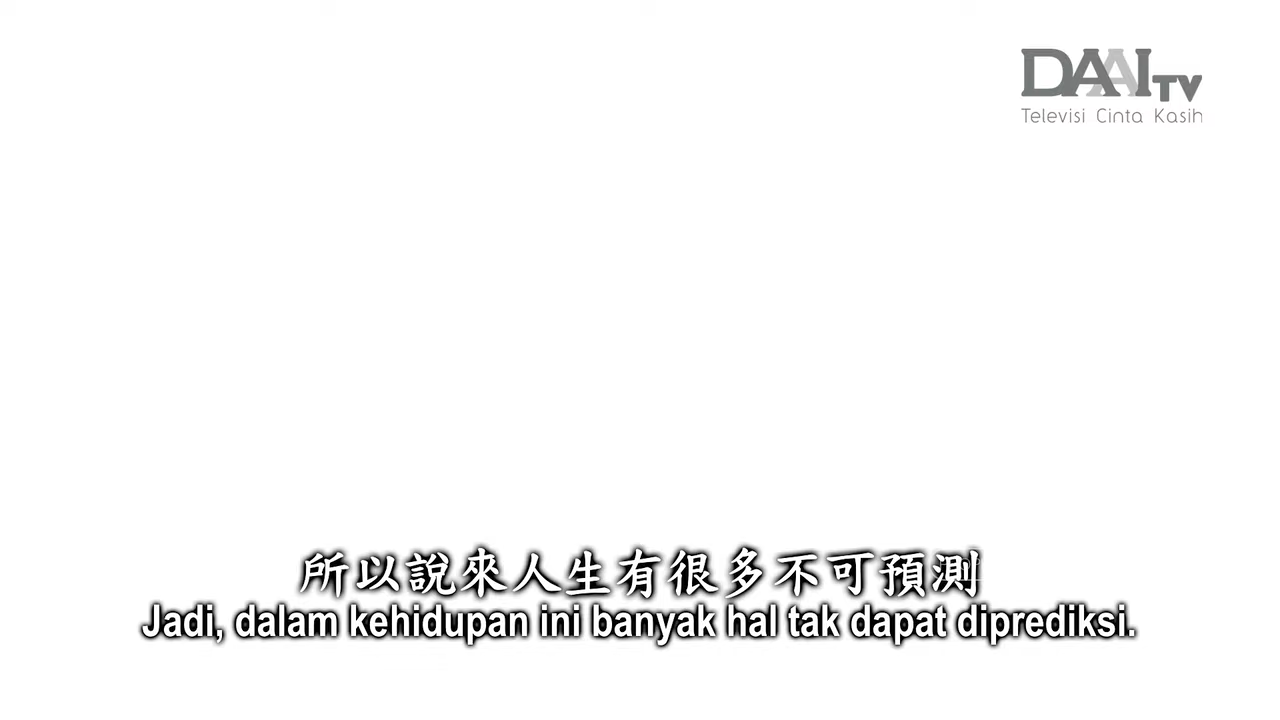 DAAI TV
Televisi Cinta Kasih
所以說來人生有很多不可預測
Jadi, dalam kehidupan ini banyak hal tak dapat diprediksi.